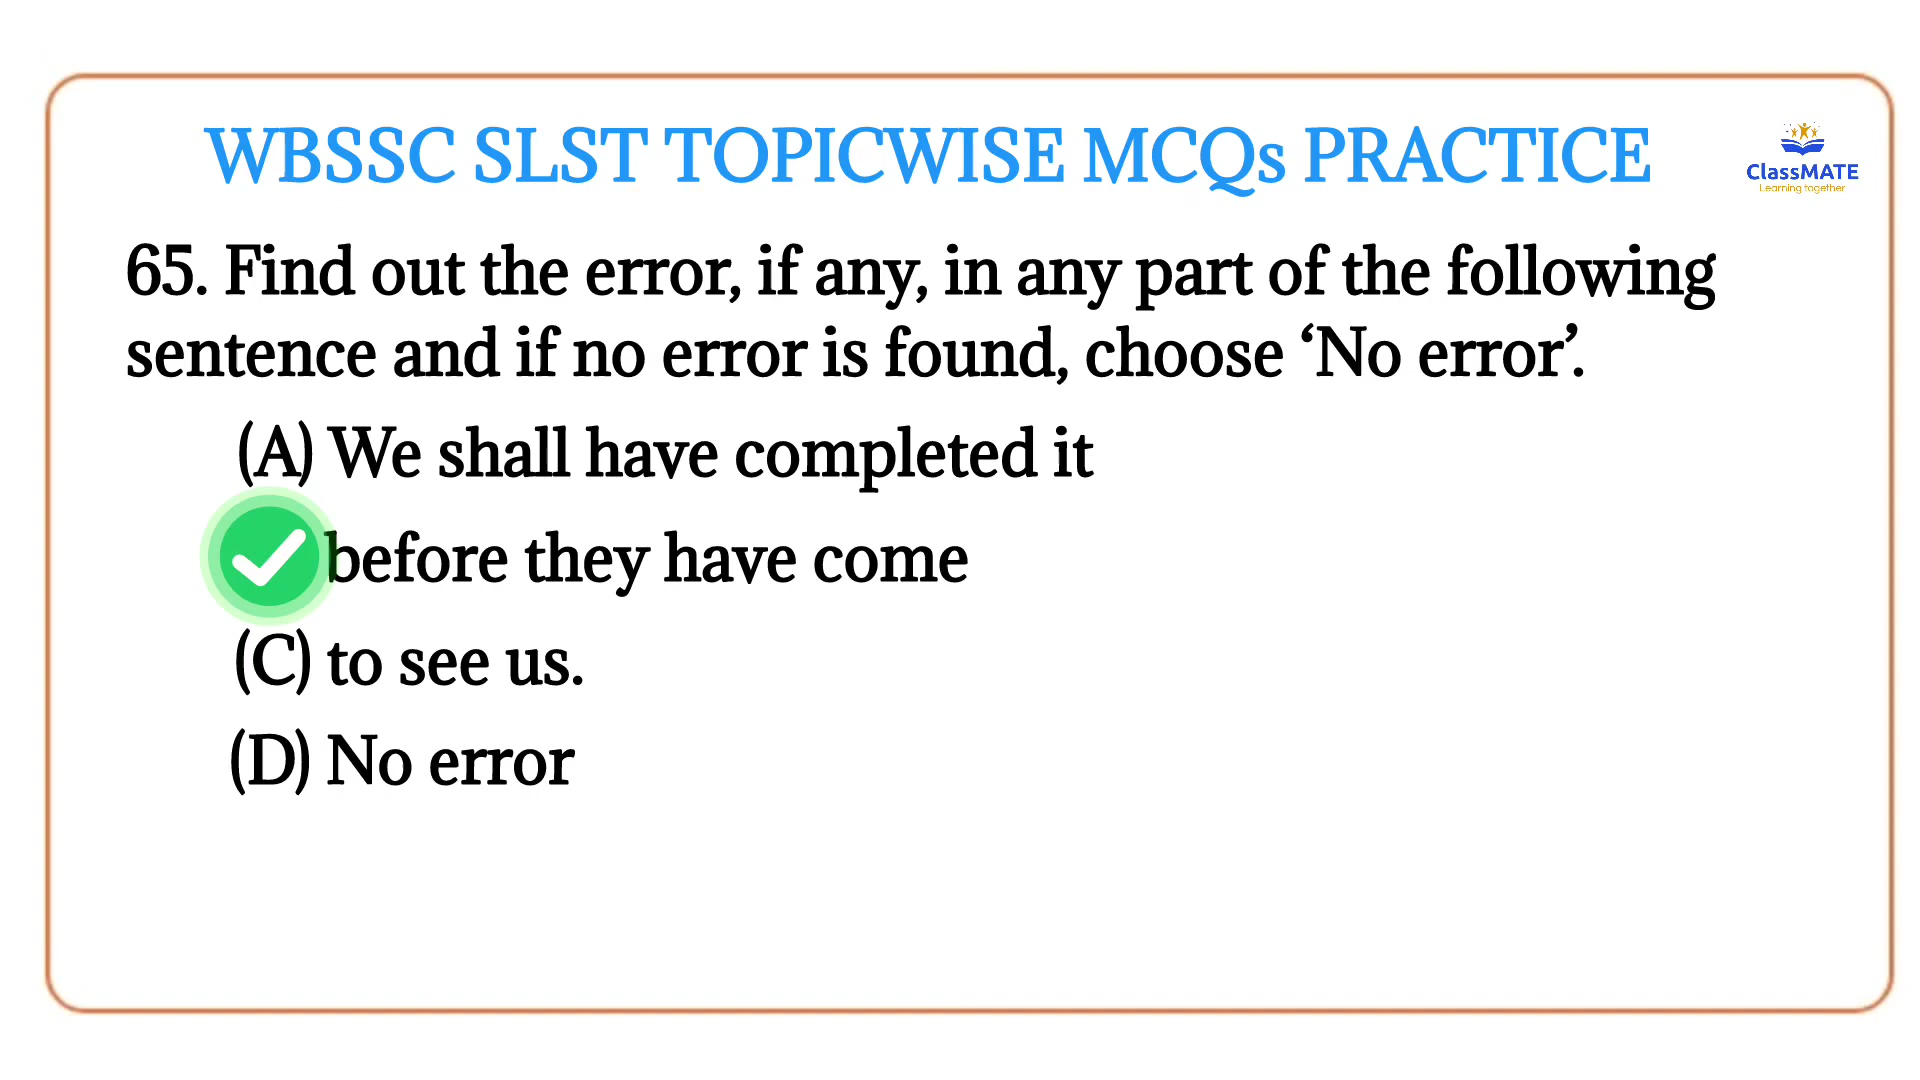 WBSSC SLST TOPICWISE MCQs PRACTICE
ClassMATE
Learning together
65. Find out the error, if any, in any part of the following
sentence and if no error is found, choose ‘No error’.
(A) We shall have completed it
before they have come
(C) to see us.
(D) No error